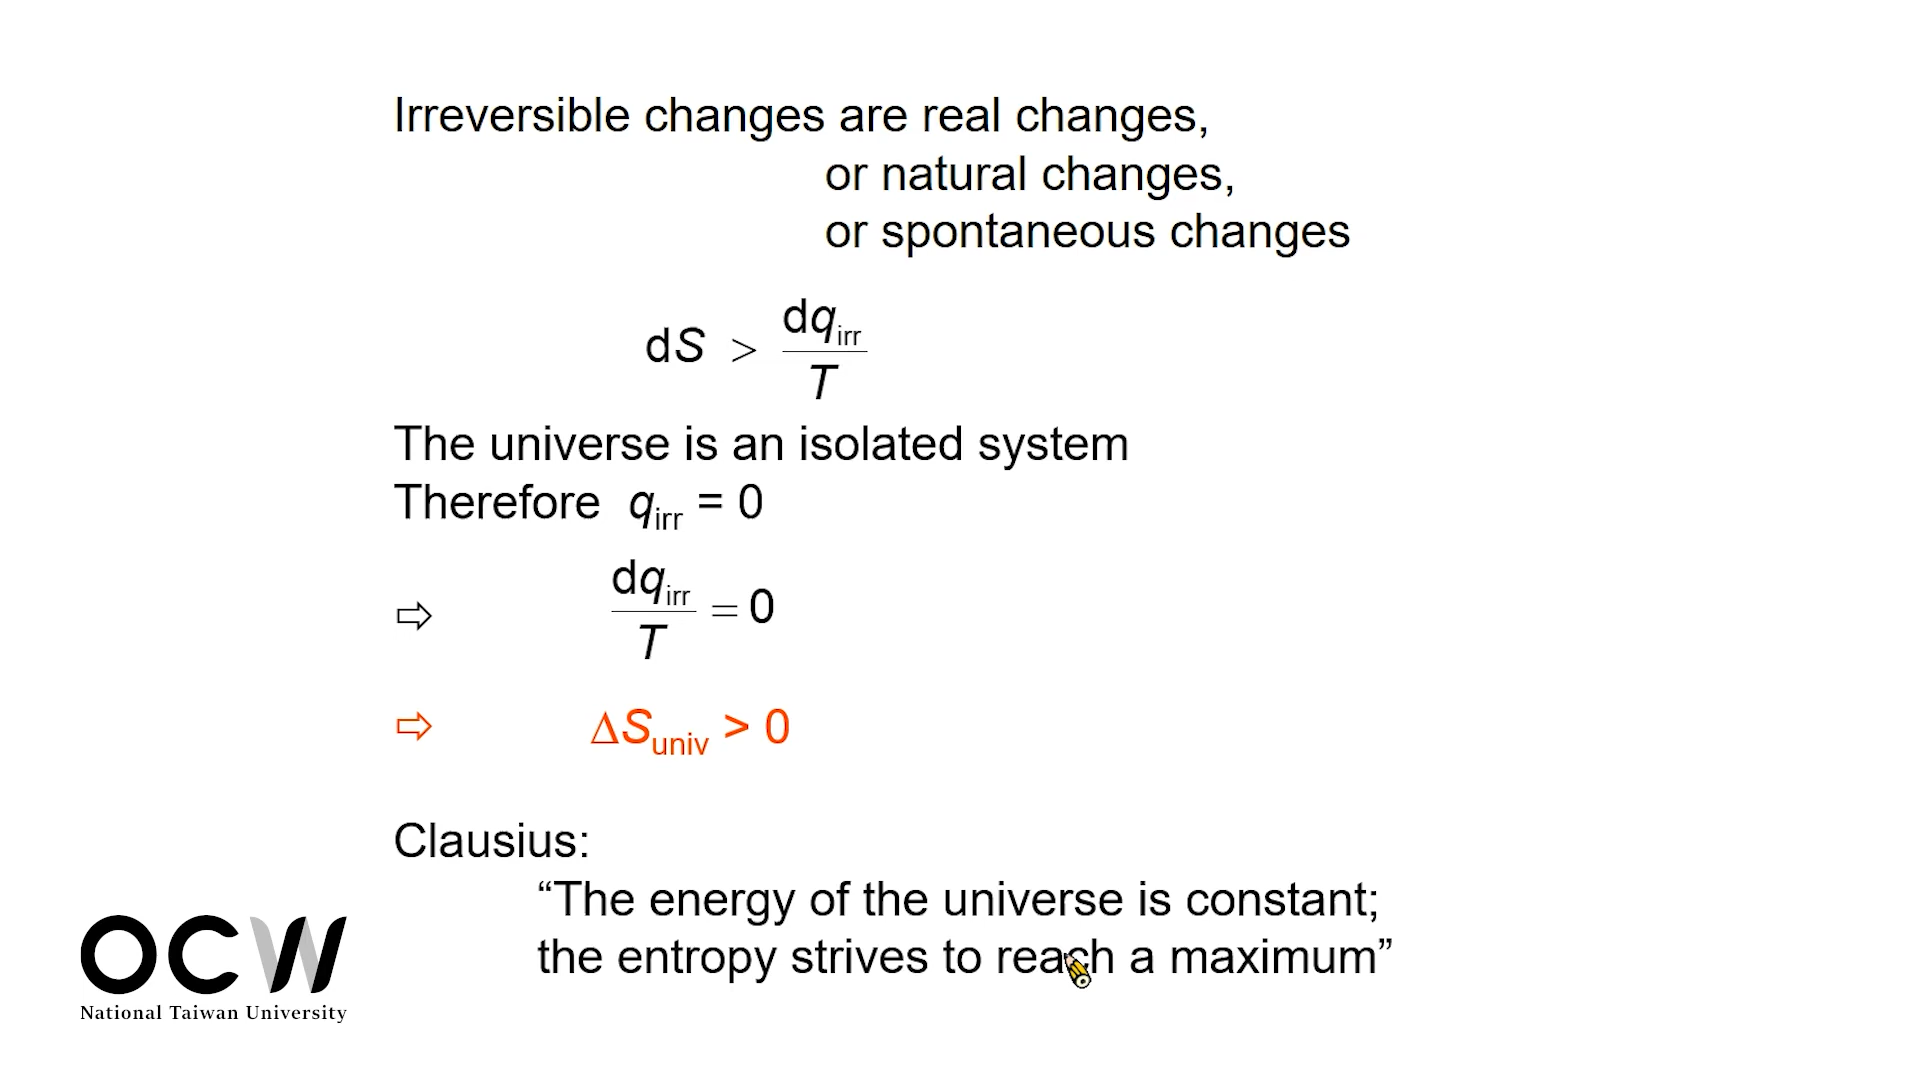 Irreversible changes are real changes,
or natural changes,
or spontaneous changes
dS > dq_irr / T
The universe is an isolated system
Therefore q_irr = 0
⇨ dq_irr / T = 0
⇨ ΔS_univ > 0
Clausius:
“The energy of the universe is constant;
the entropy strives to reach a maximum”
OCW
National Taiwan University